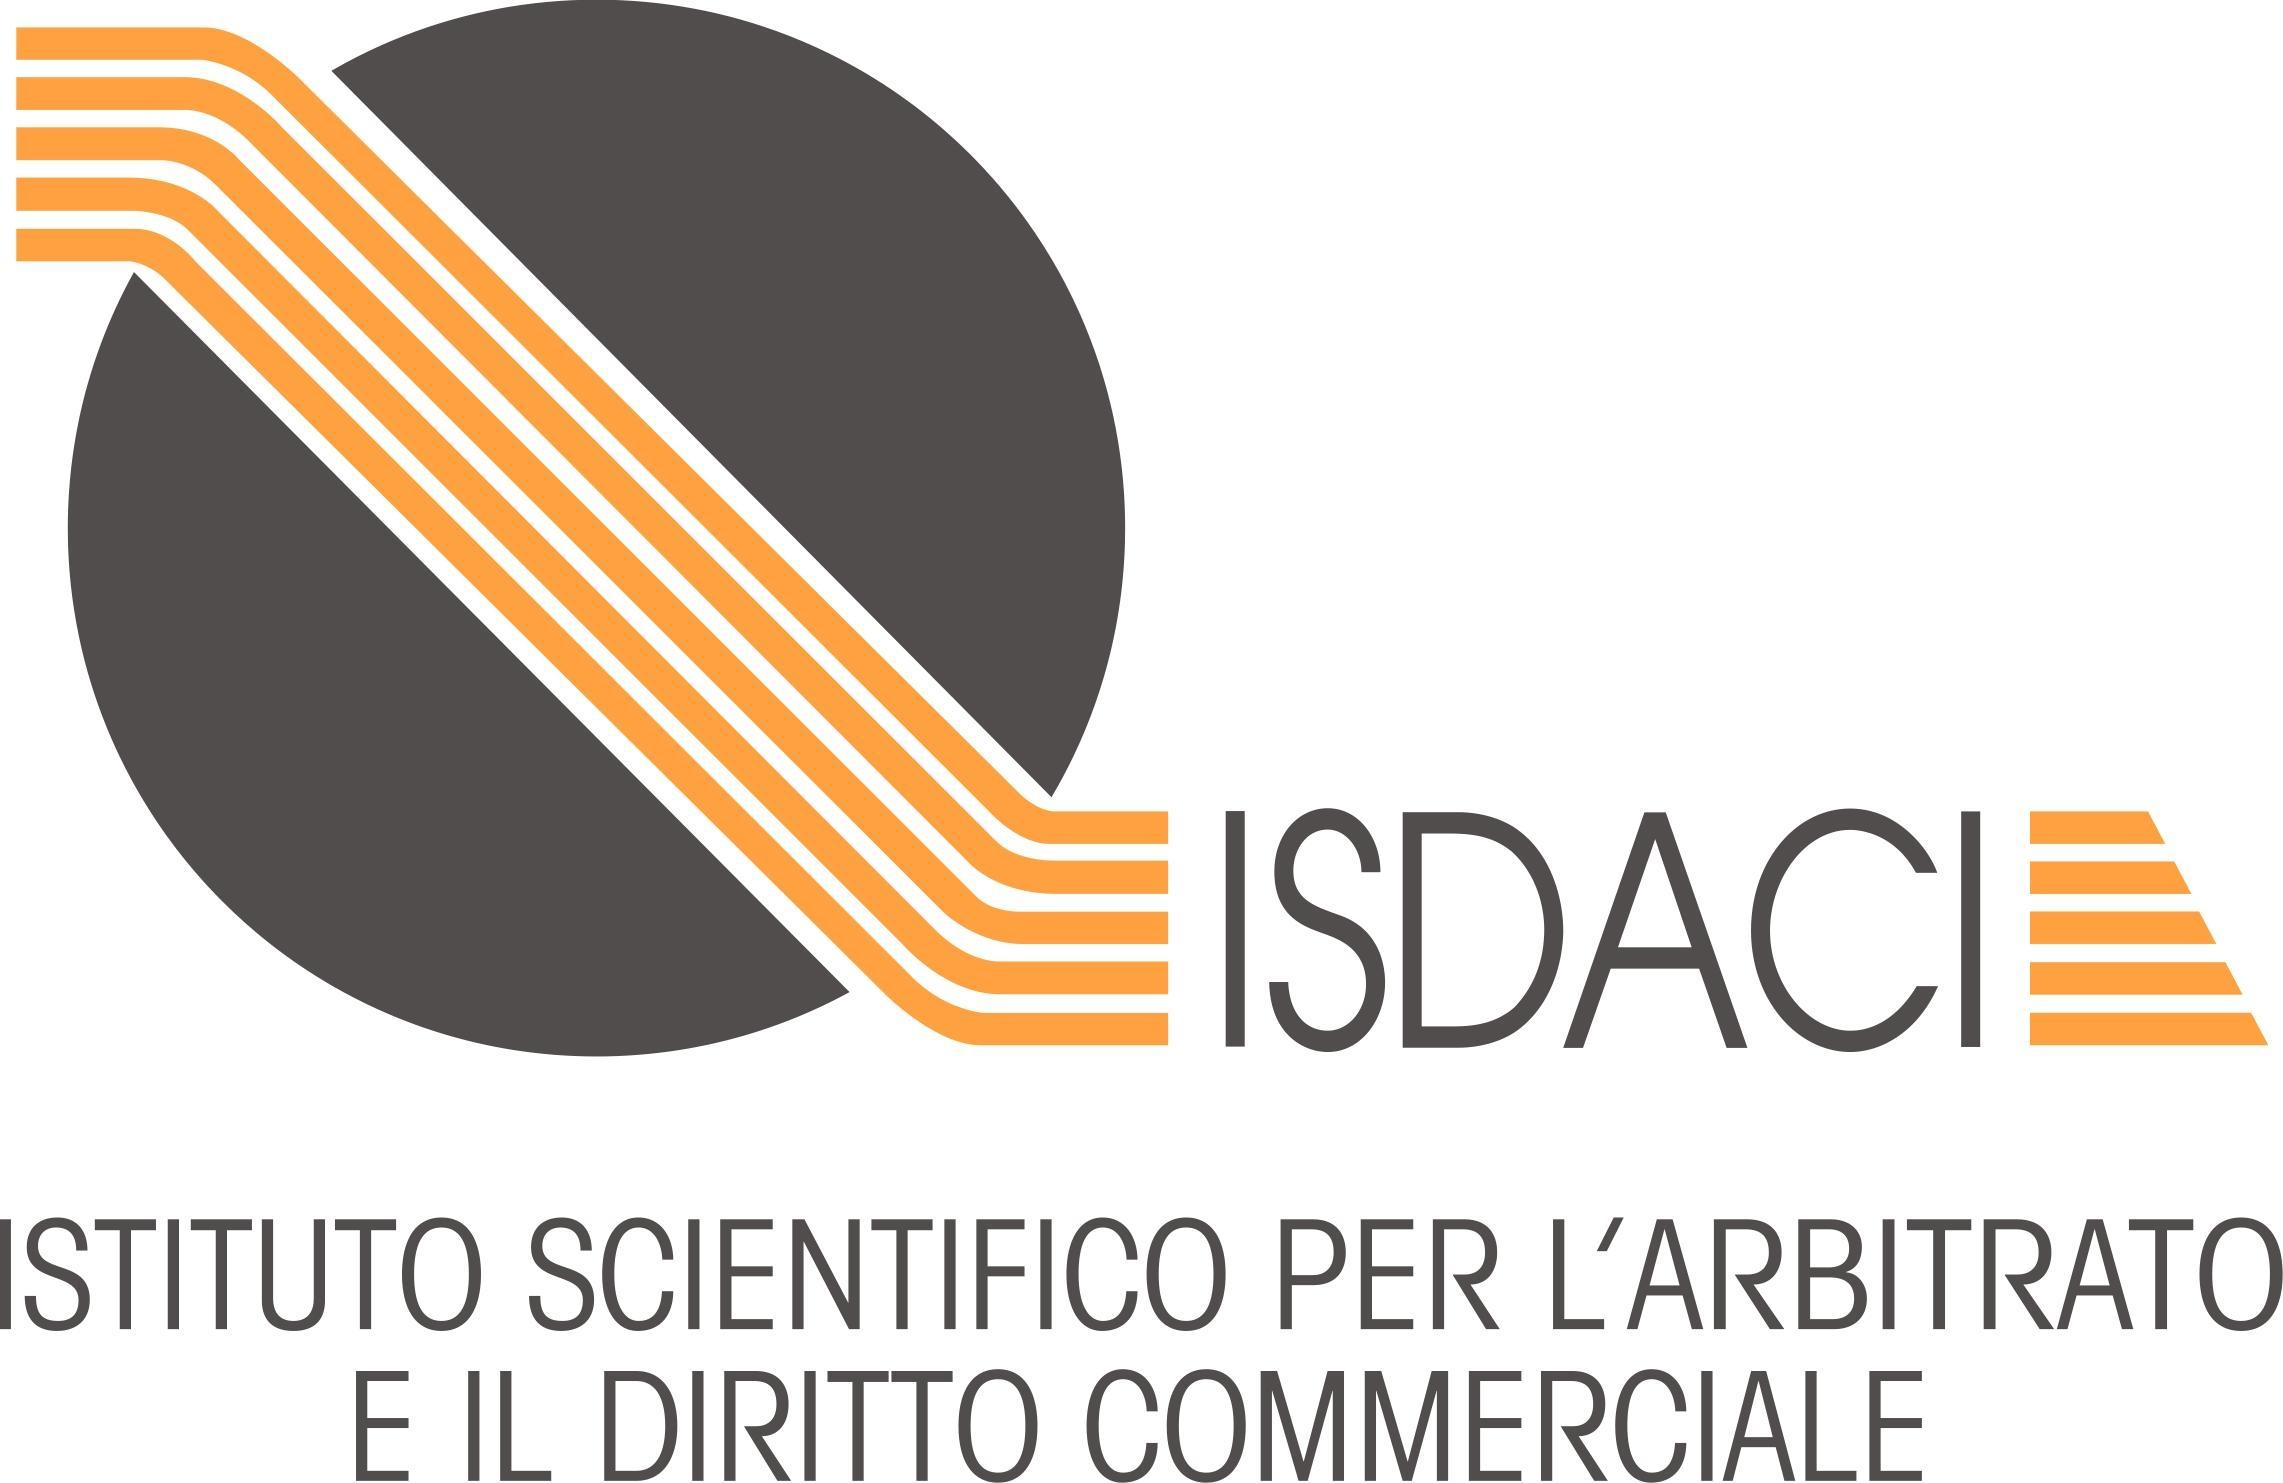 ISDACI
ISTITUTO SCIENTIFICO PER L'ARBITRATO
E IL DIRITTO COMMERCIALE